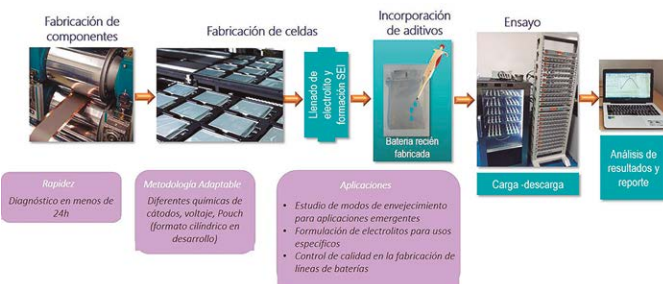 Fabricación de
componentes
Fabricación de celdas
Llenado de
electrolito y
formación SEI
Incorporación
de aditivos
Batería recién
fabricada
Ensayo
Carga -descarga
Análisis de
resultados y
reporte
Rapidez
Diagnóstico en menos de
24h
Metodología Adaptable
Diferentes químicas de
cátodos, voltaje, Pouch
(formato cilíndrico en
desarrollo)
Aplicaciones
• Estudio de modos de envejecimiento
para aplicaciones emergentes
• Formulación de electrolitos para usos
específicos
• Control de calidad en la fabricación de
líneas de baterías